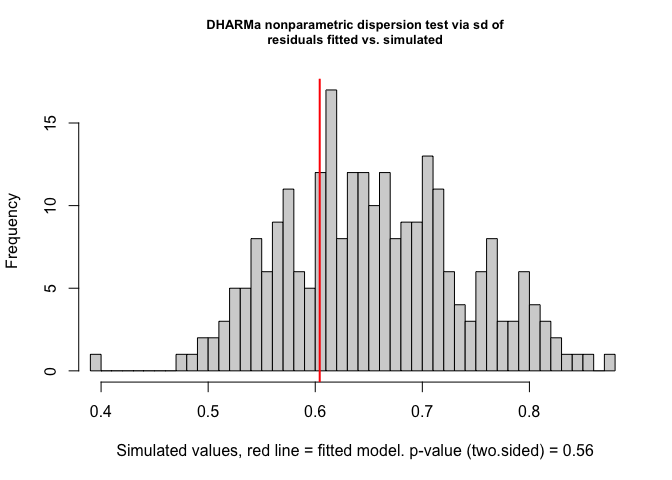 DHARMa nonparametric dispersion test via sd of
residuals fitted vs. simulated
Frequency
15
10
5
0
0.4 0.5 0.6 0.7 0.8
Simulated values, red line = fitted model. p-value (two.sided) = 0.56